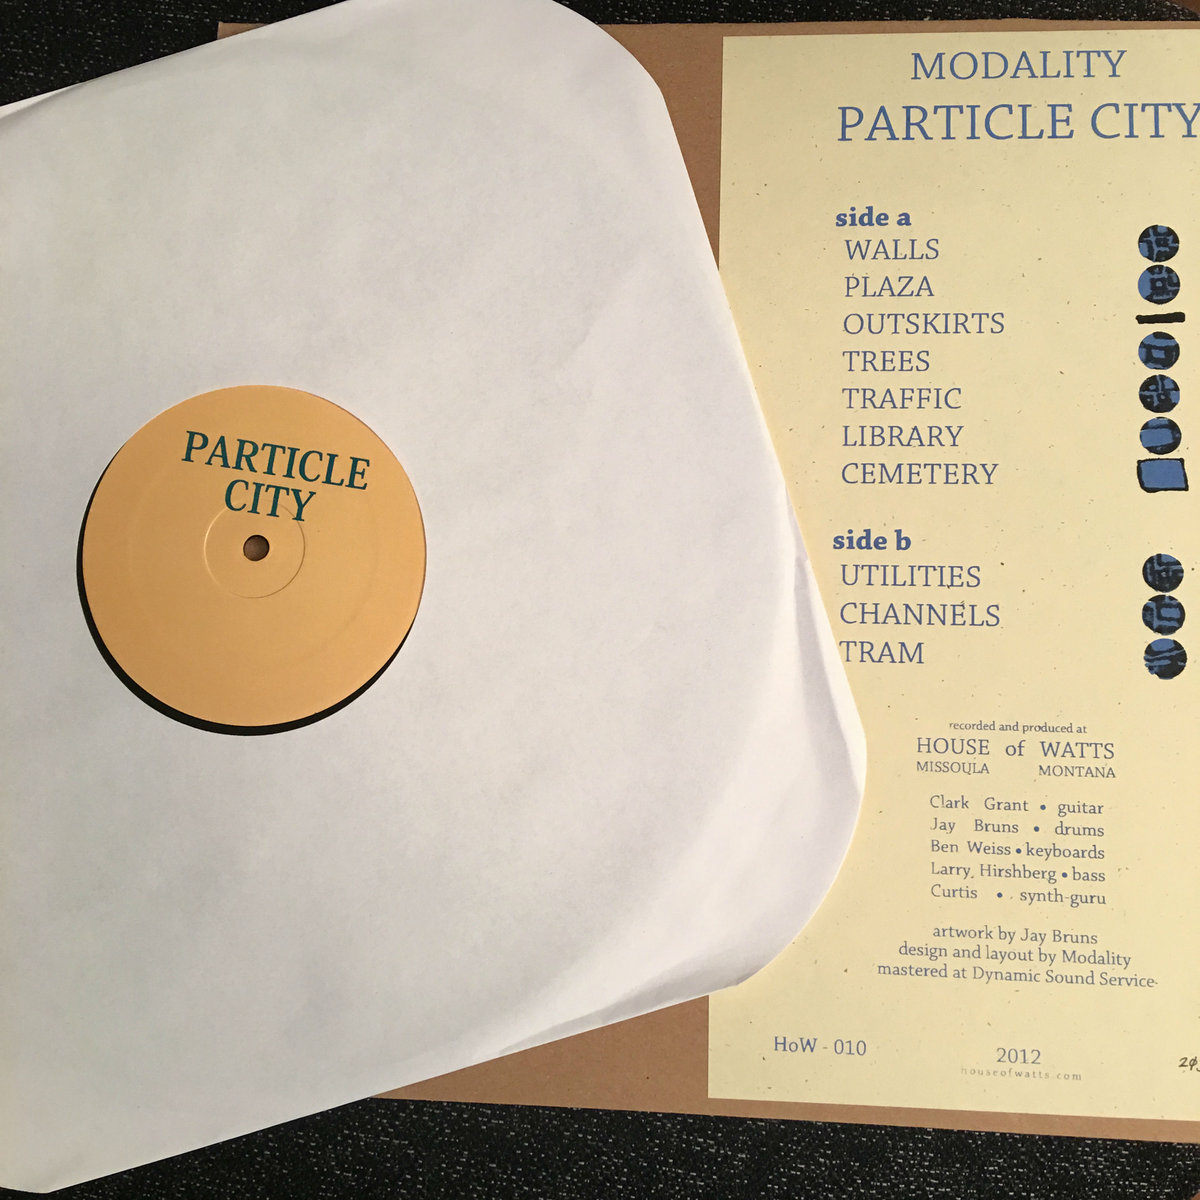 PARTICLE
CITY
MODALITY
PARTICLE CITY
side a
WALLS
PLAZA
OUTSKIRTS
TREES
TRAFFIC
LIBRARY
CEMETERY
side b
UTILITIES
CHANNELS
TRAM
recorded and produced at
HOUSE of WATTS
MISSOULA MONTANA
Clark Grant • guitar
Jay Bruns • drums
Ben Weiss • keyboards
Larry Hirshberg • bass
Curtis • synth-guru
artwork by Jay Bruns
design and layout by Modality
mastered at Dynamic Sound Service
HoW - 010
2012
houseofwatts.com